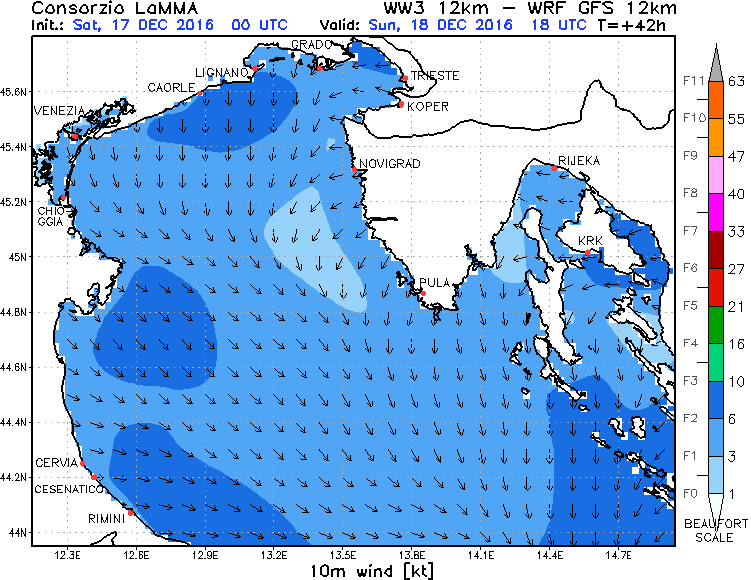 Consorzio LaMMA WW3 12km – WRF GFS 12km
Init.: Sat, 17 DEC 2016 00 UTC Valid: Sun, 18 DEC 2016 18 UTC T=+42h
GRADO
LIGNANO
TRIESTE
CAORLE
KOPER
VENEZIA
NOVIGRAD
RIJEKA
CHIO-
GGIA
KRK
PULA
CERVIA
CESENATICO
RIMINI
45.6N
45.4N
45.2N
45N
44.8N
44.6N
44.4N
44.2N
44N
12.3E 12.6E 12.9E 13.2E 13.5E 13.8E 14.1E 14.4E 14.7E
10m wind [kt]
F11 63
F10 55
F9 47
F8 40
F7 33
F6 27
F5 21
F4 16
F3 10
F2 6
F1 3
F0 1
BEAUFORT
SCALE